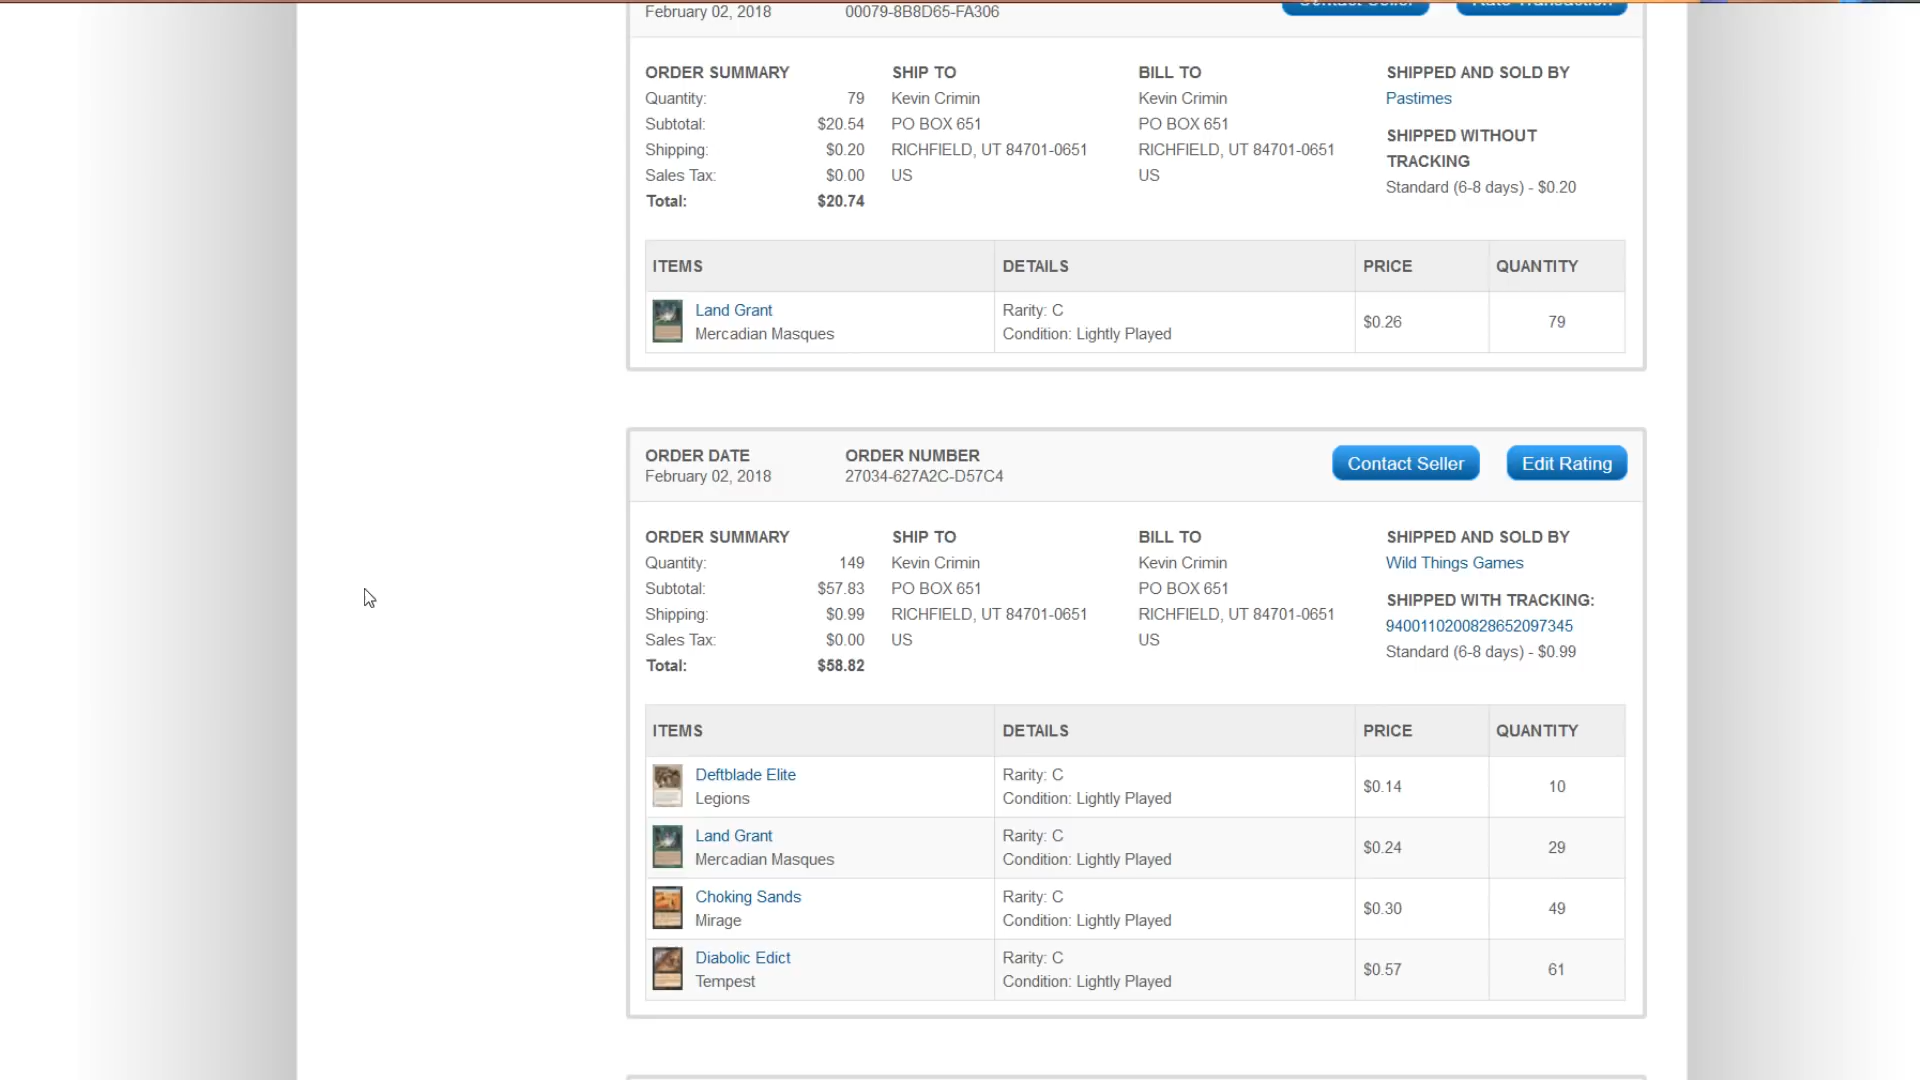 February 02, 2018 00079-8B8D65-FA306 Contact Seller Rate Transaction
ORDER SUMMARY SHIP TO BILL TO SHIPPED AND SOLD BY
Quantity: 79 Kevin Crimin Kevin Crimin Pastimes
Subtotal: $20.54 PO BOX 651 PO BOX 651
SHIPPED WITHOUT
Shipping: $0.20 RICHFIELD, UT 84701-0651 RICHFIELD, UT 84701-0651
TRACKING
Sales Tax: $0.00 US US
Standard (6-8 days) - $0.20
Total: $20.74
ITEMS DETAILS PRICE QUANTITY
Land Grant Rarity: C
$0.26 79
Mercadian Masques Condition: Lightly Played
ORDER DATE ORDER NUMBER
Contact Seller Edit Rating
February 02, 2018 27034-627A2C-D57C4
ORDER SUMMARY SHIP TO BILL TO SHIPPED AND SOLD BY
Quantity: 149 Kevin Crimin Kevin Crimin Wild Things Games
Subtotal: $57.83 PO BOX 651 PO BOX 651
SHIPPED WITH TRACKING:
Shipping: $0.99 RICHFIELD, UT 84701-0651 RICHFIELD, UT 84701-0651
9400110200828652097345
Sales Tax: $0.00 US US
Standard (6-8 days) - $0.99
Total: $58.82
ITEMS DETAILS PRICE QUANTITY
Deftblade Elite Rarity: C
$0.14 10
Legions Condition: Lightly Played
Land Grant Rarity: C
$0.24 29
Mercadian Masques Condition: Lightly Played
Choking Sands Rarity: C
$0.30 49
Mirage Condition: Lightly Played
Diabolic Edict Rarity: C
$0.57 61
Tempest Condition: Lightly Played